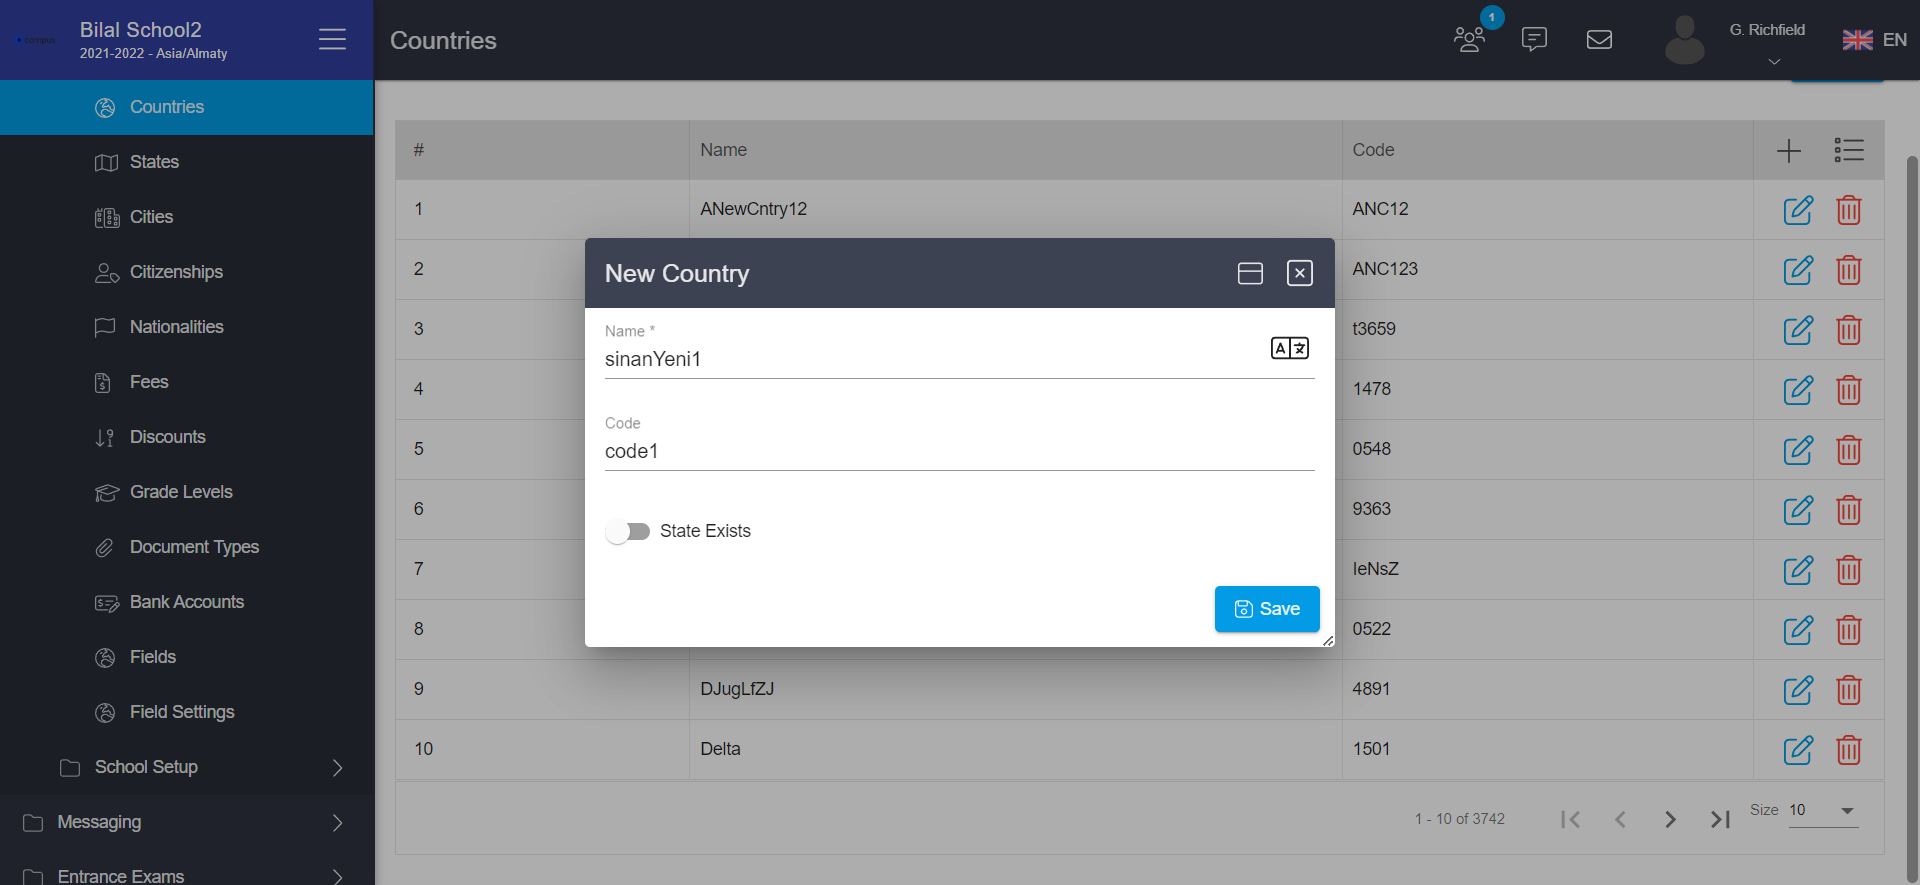 Bilal School2
2021-2022 - Asia/Almaty
Countries
1
G. Richfield
EN
Countries
States
Cities
Citizenships
Nationalities
Fees
Discounts
Grade Levels
Document Types
Bank Accounts
Fields
Field Settings
School Setup
Messaging
Entrance Exams
# Name Code
1 ANewCntry12 ANC12
2 ANC123
3 t3659
4 1478
5 0548
6 9363
7
8 0522
9 4891
10 Delta 1501
New Country
Name *
sinanYeni1
Code
code1
State Exists
Save
1 - 10 of 3742
Size 10